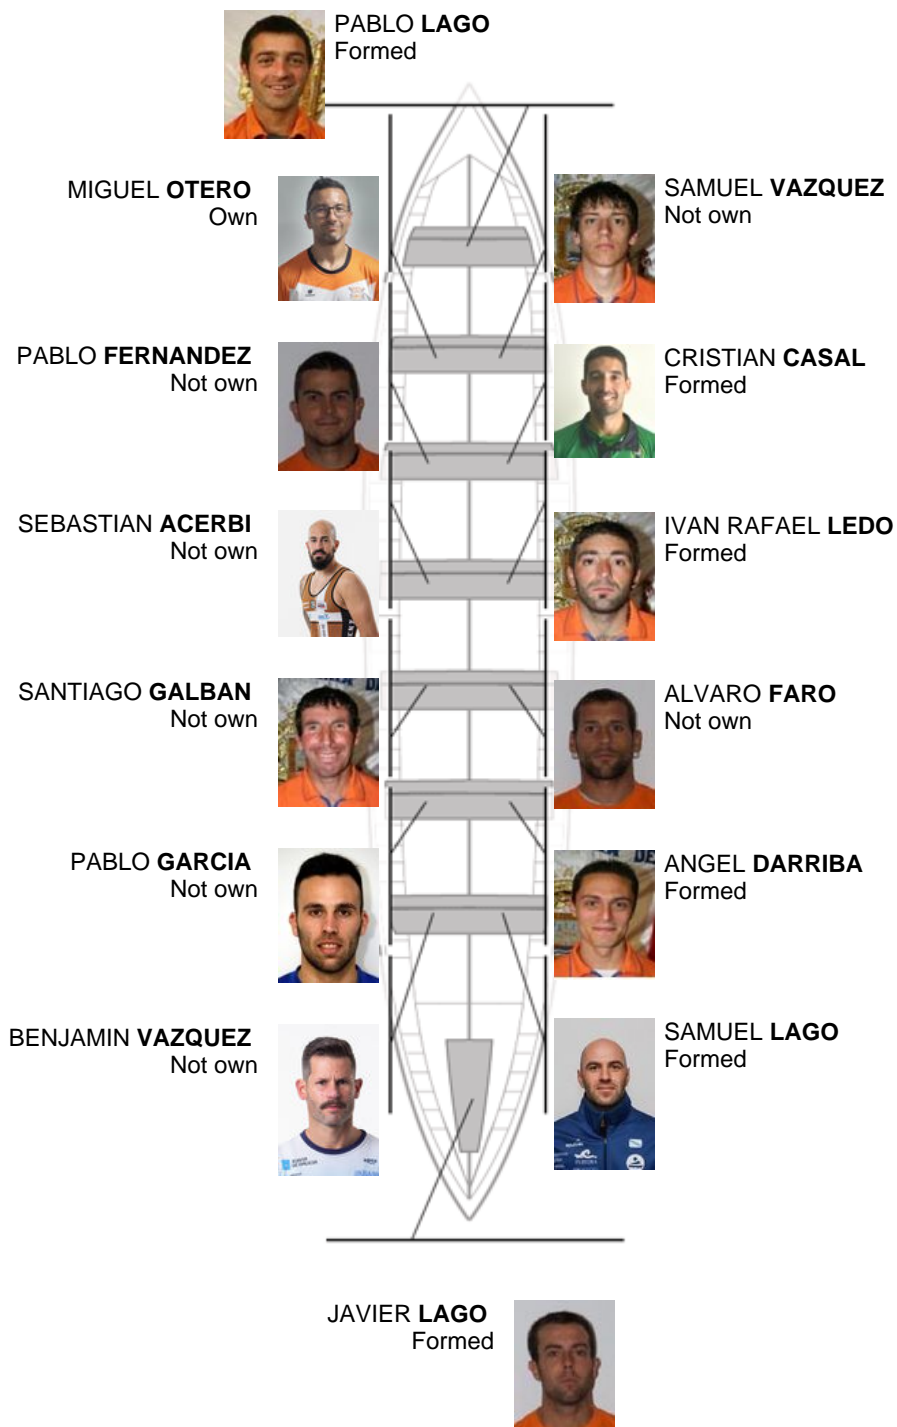 PABLO LAGO
Formed
MIGUEL OTERO
Own
SAMUEL VAZQUEZ
Not own
PABLO FERNANDEZ
Not own
CRISTIAN CASAL
Formed
SEBASTIAN ACERBI
Not own
IVAN RAFAEL LEDO
Formed
SANTIAGO GALBAN
Not own
ALVARO FARO
Not own
PABLO GARCIA
Not own
ANGEL DARRIBA
Formed
BENJAMIN VAZQUEZ
Not own
SAMUEL LAGO
Formed
JAVIER LAGO
Formed